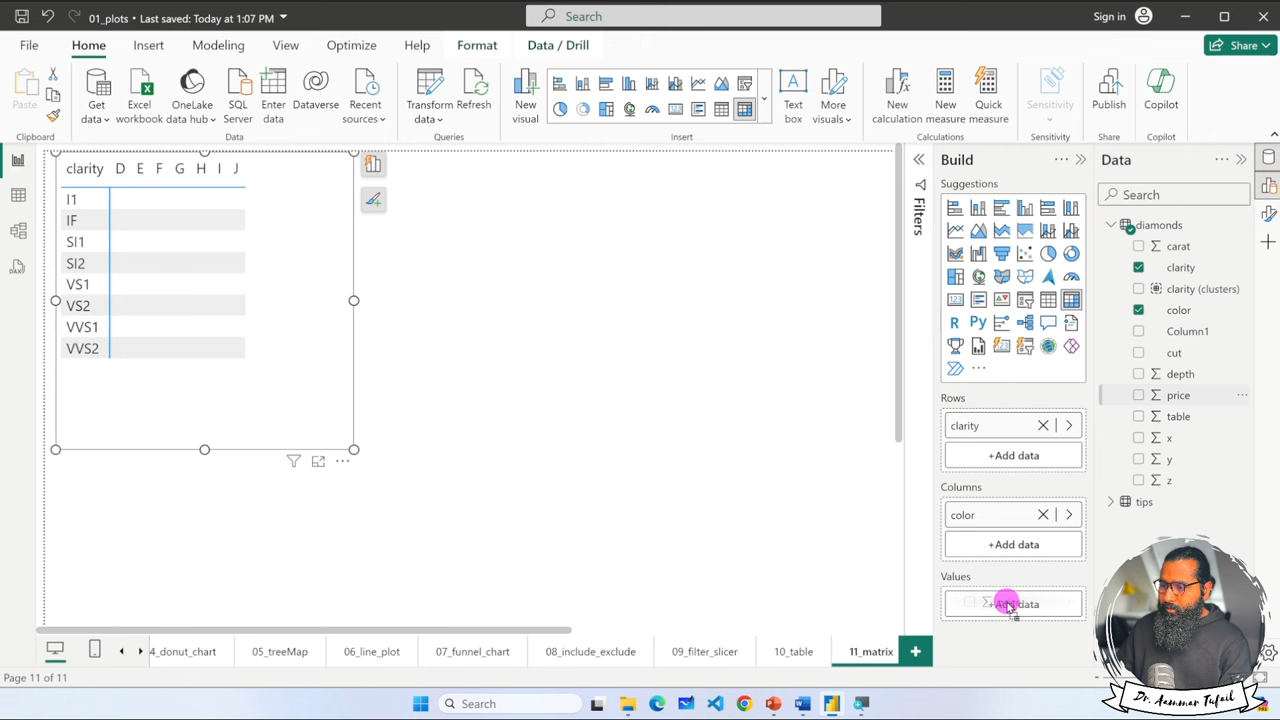 01_plots • Last saved: Today at 1:07 PM
Search
Sign in
File
Home
Insert
Modeling
View
Optimize
Help
Format
Data / Drill
Share
Paste
Get data
Excel workbook
OneLake data hub
SQL Server
Enter data
Dataverse
Recent sources
Transform data
Refresh
New visual
Text box
More visuals
New calculation
New measure
Quick measure
Sensitivity
Publish
Copilot
Clipboard
Data
Queries
Insert
Calculations
Sensitivity
Share
Copilot
clarity D E F G H I J
I1
IF
SI1
SI2
VS1
VS2
VVS1
VVS2
Filters
Build
Suggestions
R Py
Rows
clarity
+Add data
Columns
color
+Add data
Values
+Add data
Data
Search
diamonds
carat
clarity
clarity (clusters)
color
Column1
cut
depth
price
table
x
y
z
tips
4_donut_chart
05_treeMap
06_line_plot
07_funnel_chart
08_include_exclude
09_filter_slicer
10_table
11_matrix
Page 11 of 11
Search
Dr. Aammar Tufail